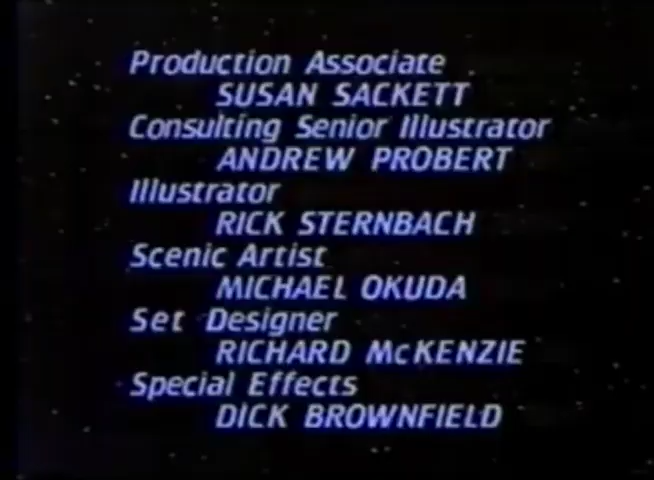 Production Associate
SUSAN SACKETT
Consulting Senior Illustrator
ANDREW PROBERT
Illustrator
RICK STERNBACH
Scenic Artist
MICHAEL OKUDA
Set Designer
RICHARD McKENZIE
Special Effects
DICK BROWNFIELD